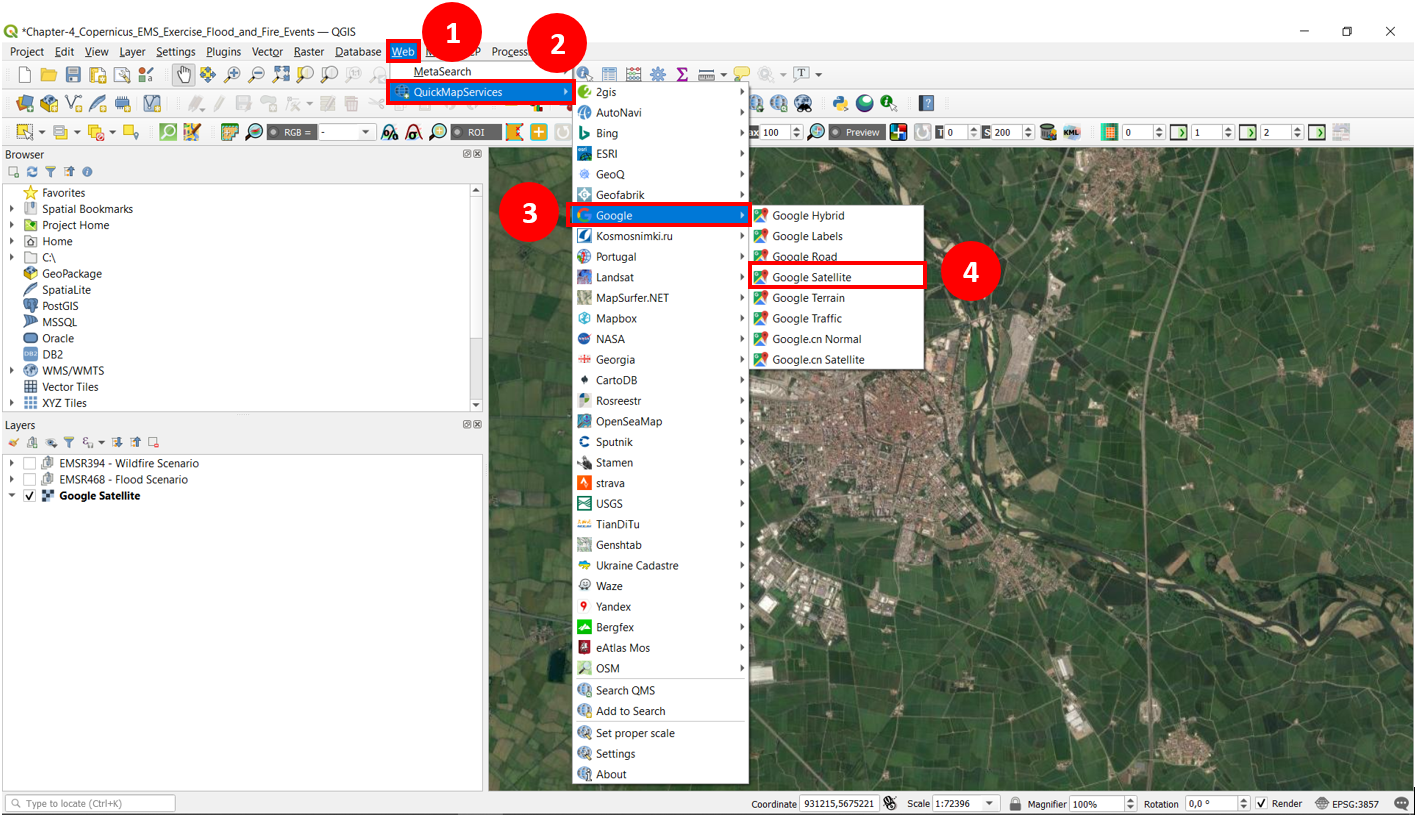 *Chapter-4_Copernicus_EMS_Exercise_Flood_and_Fire_Events — QGIS
Project Edit View Layer Settings Plugins Vector Raster Database Web
1
2
MetaSearch
QuickMapServices
RGB = - ROI
100 Preview T 0 S 200 KML 0 1 2
Browser
Favorites
Spatial Bookmarks
Project Home
Home
C:\
GeoPackage
SpatiaLite
PostGIS
MSSQL
Oracle
DB2
WMS/WMTS
Vector Tiles
XYZ Tiles
Layers
EMSR394 - Wildfire Scenario
EMSR468 - Flood Scenario
Google Satellite
2gis
AutoNavi
Bing
ESRI
GeoQ
Geofabrik
3
Google
Kosmosnimki.ru
Portugal
Landsat
MapSurfer.NET
Mapbox
NASA
Georgia
CartoDB
Rosreestr
OpenSeaMap
Sputnik
Stamen
strava
USGS
TianDiTu
Genshtab
Ukraine Cadastre
Waze
Yandex
Bergfex
eAtlas Mos
OSM
Search QMS
Add to Search
Set proper scale
Settings
About
Google Hybrid
Google Labels
Google Road
Google Satellite
4
Google Terrain
Google Traffic
Google.cn Normal
Google.cn Satellite
Type to locate (Ctrl+K)
Coordinate 931215,5675221 Scale 1:72396 Magnifier 100% Rotation 0,0 ° Render EPSG:3857